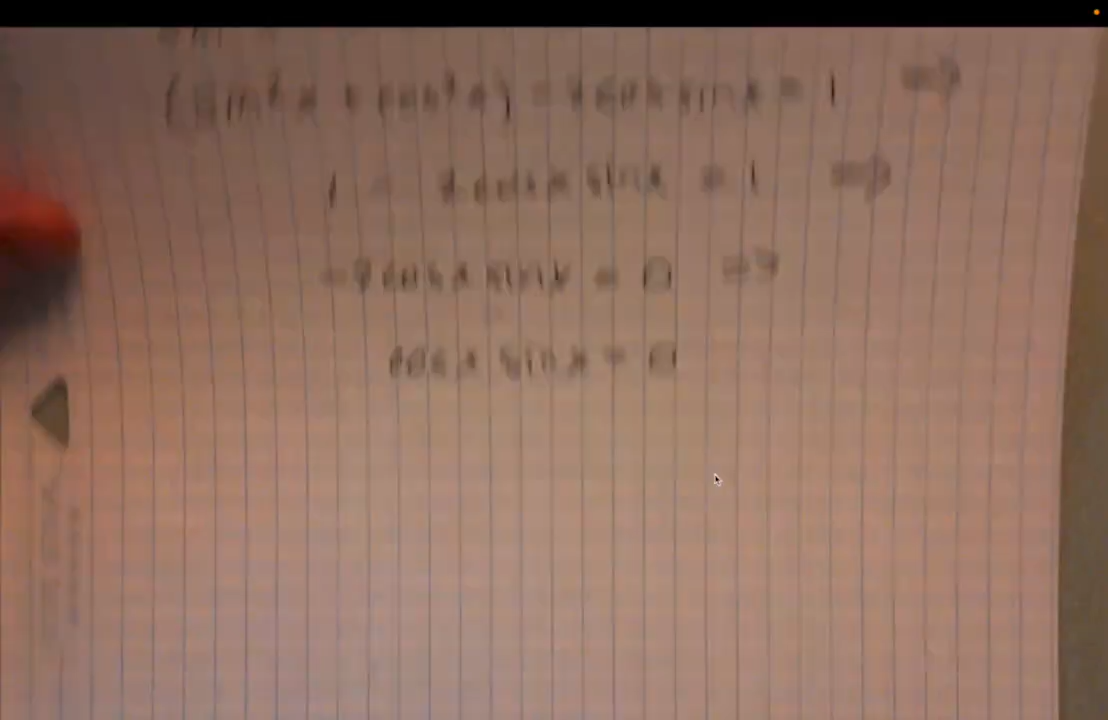 (sin²x + cos²x) - 2cosx sinx = 1 ⇒
1 - 2cosx sinx = 1 ⇒
-2cosx sinx = 0 ⇒
cosx sinx = 0